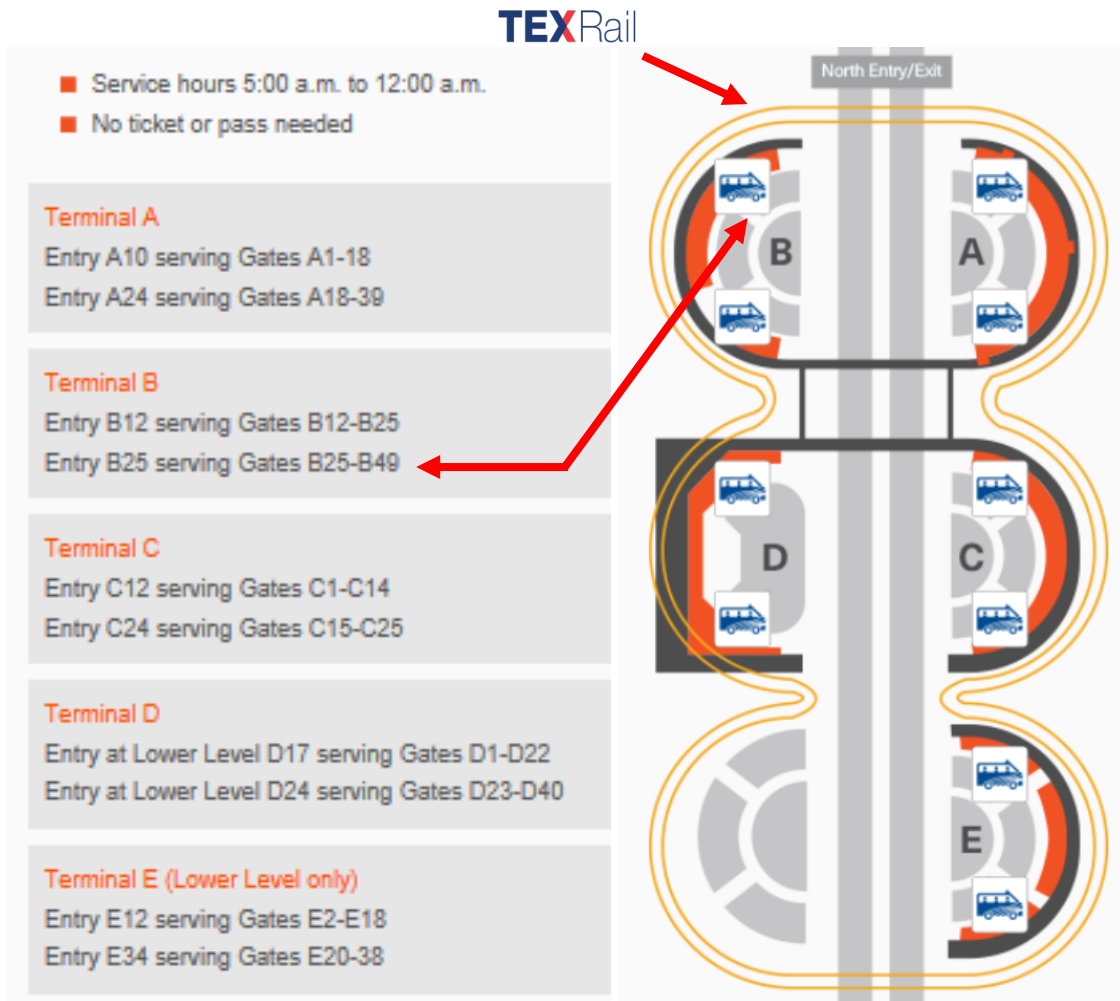 TEXRail
Service hours 5:00 a.m. to 12:00 a.m.
No ticket or pass needed
Terminal A
Entry A10 serving Gates A1-18
Entry A24 serving Gates A18-39
Terminal B
Entry B12 serving Gates B12-B25
Entry B25 serving Gates B25-B49
Terminal C
Entry C12 serving Gates C1-C14
Entry C24 serving Gates C15-C25
Terminal D
Entry at Lower Level D17 serving Gates D1-D22
Entry at Lower Level D24 serving Gates D23-D40
Terminal E (Lower Level only)
Entry E12 serving Gates E2-E18
Entry E34 serving Gates E20-38
North Entry/Exit
B
A
D
C
E